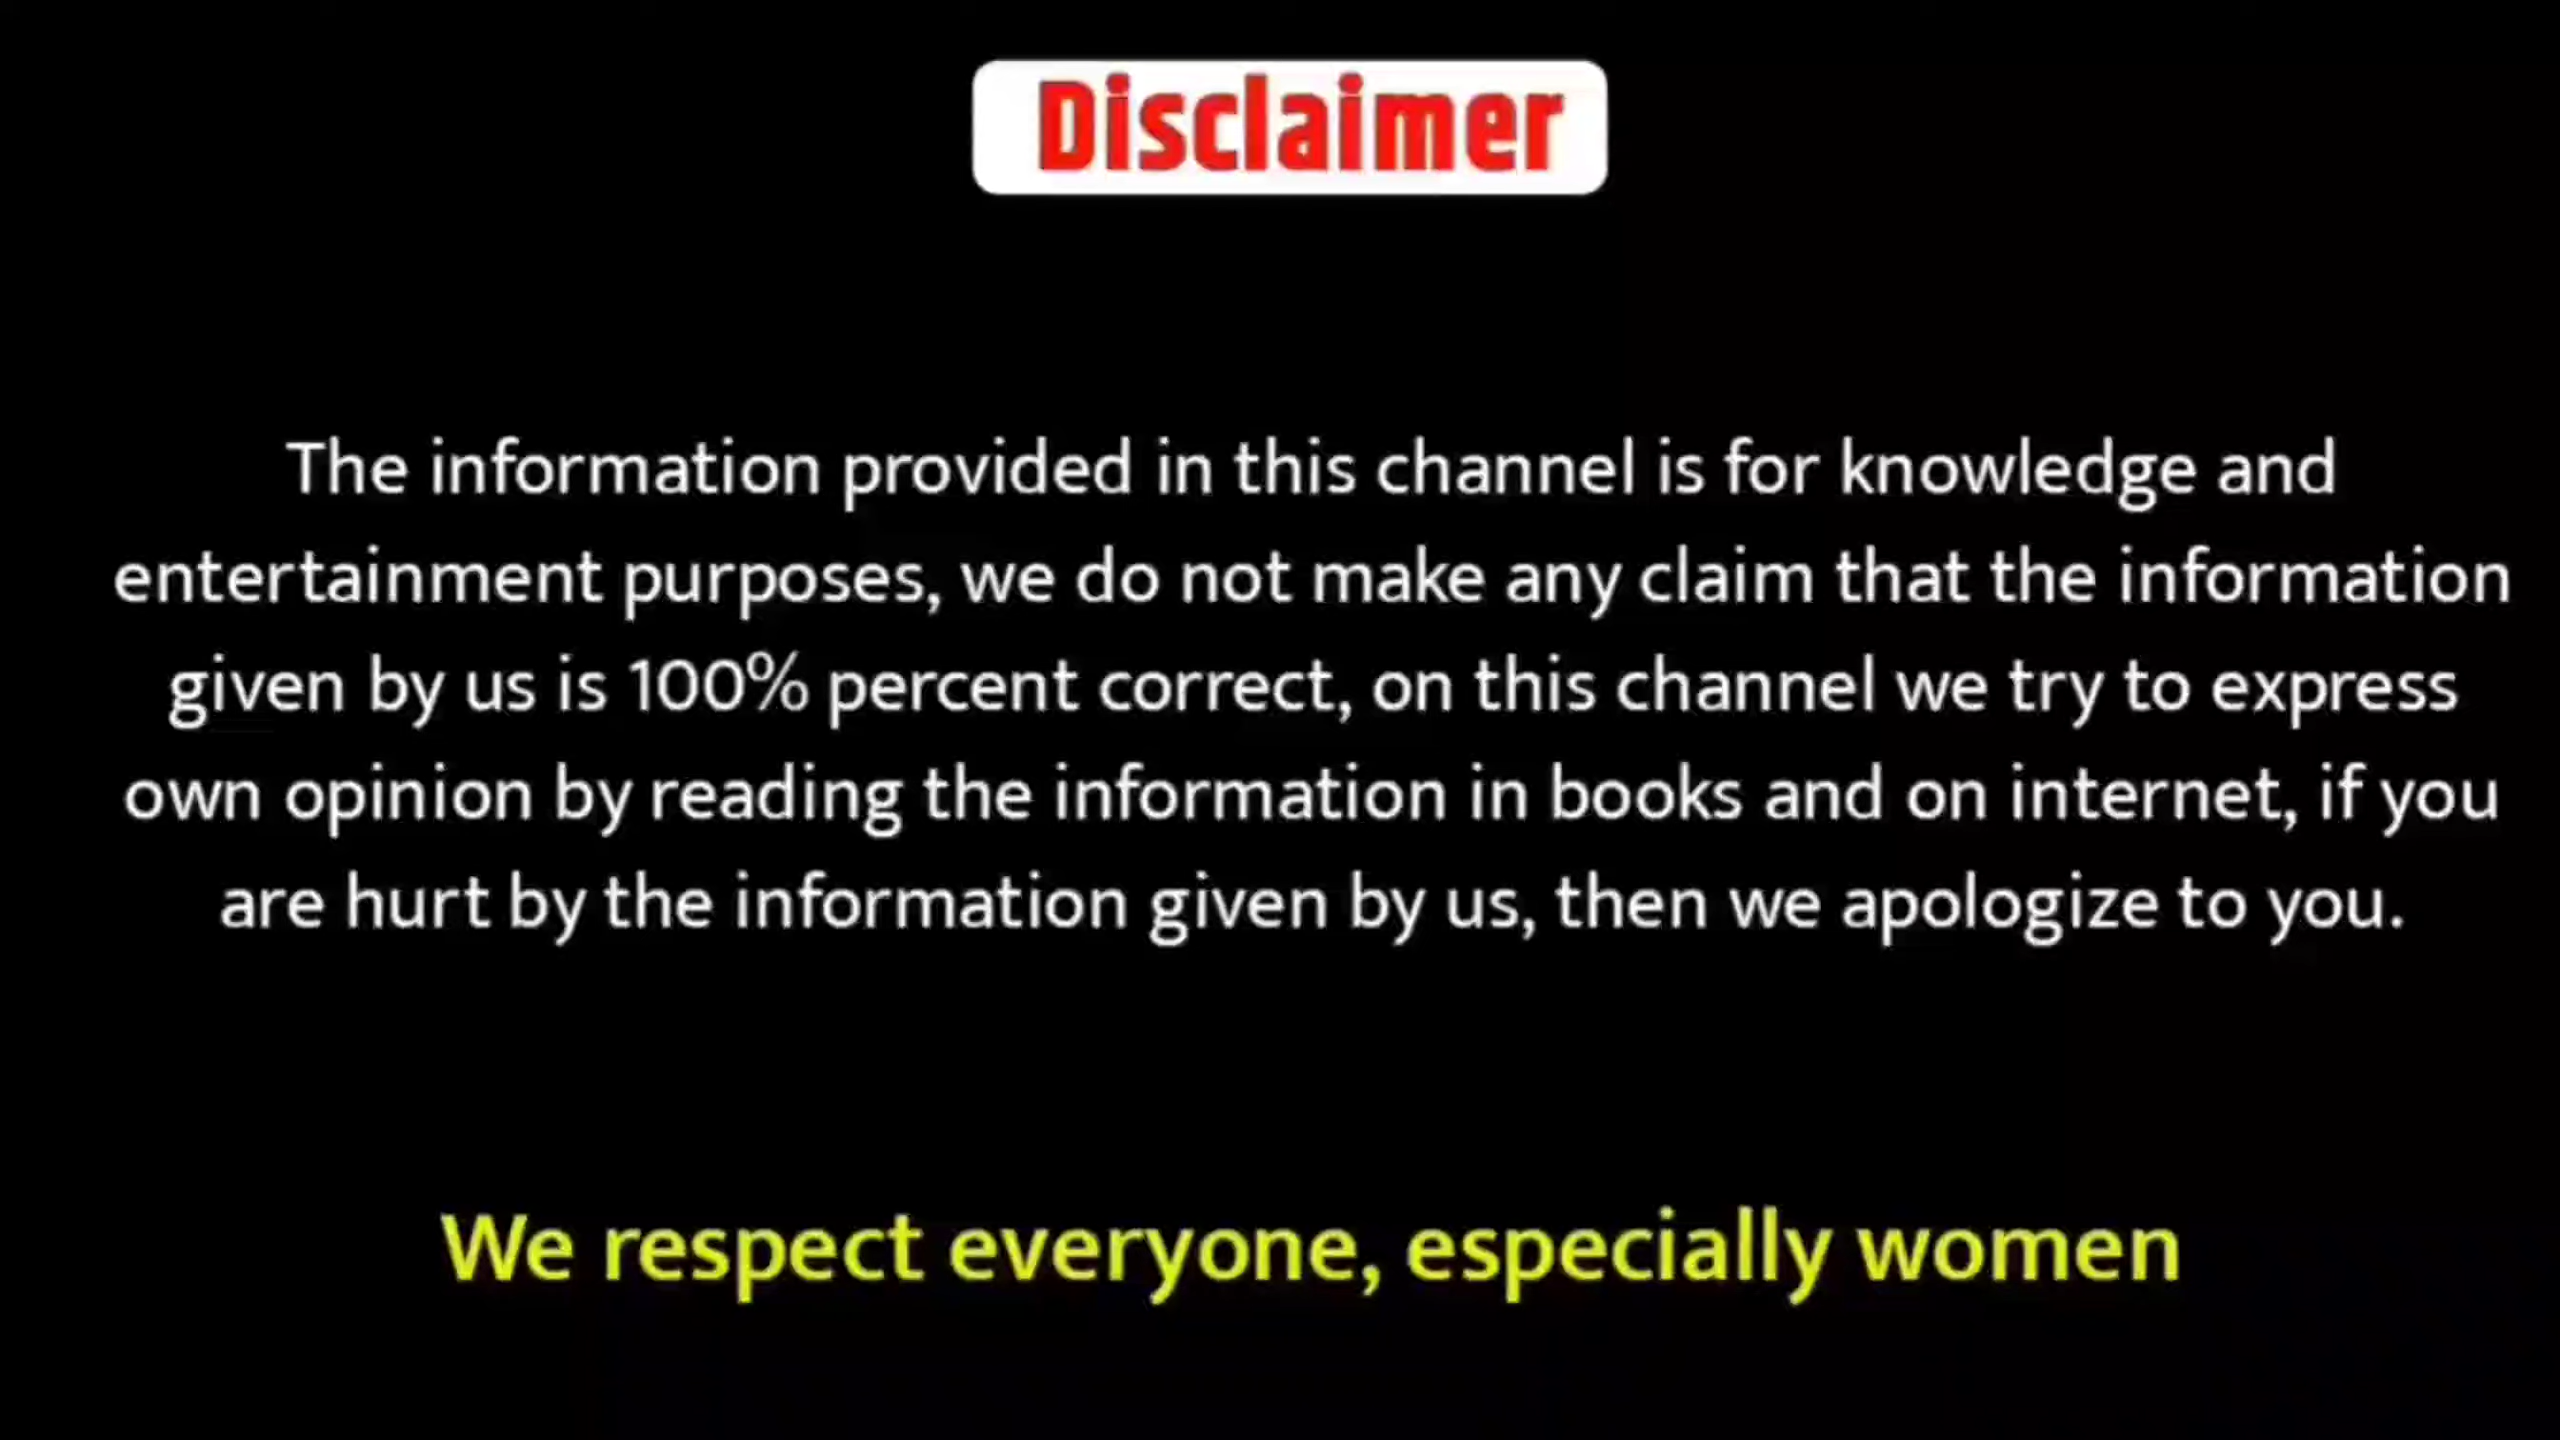 Disclaimer
The information provided in this channel is for knowledge and
entertainment purposes, we do not make any claim that the information
given by us is 100% percent correct, on this channel we try to express
own opinion by reading the information in books and on internet, if you
are hurt by the information given by us, then we apologize to you.
We respect everyone, especially women